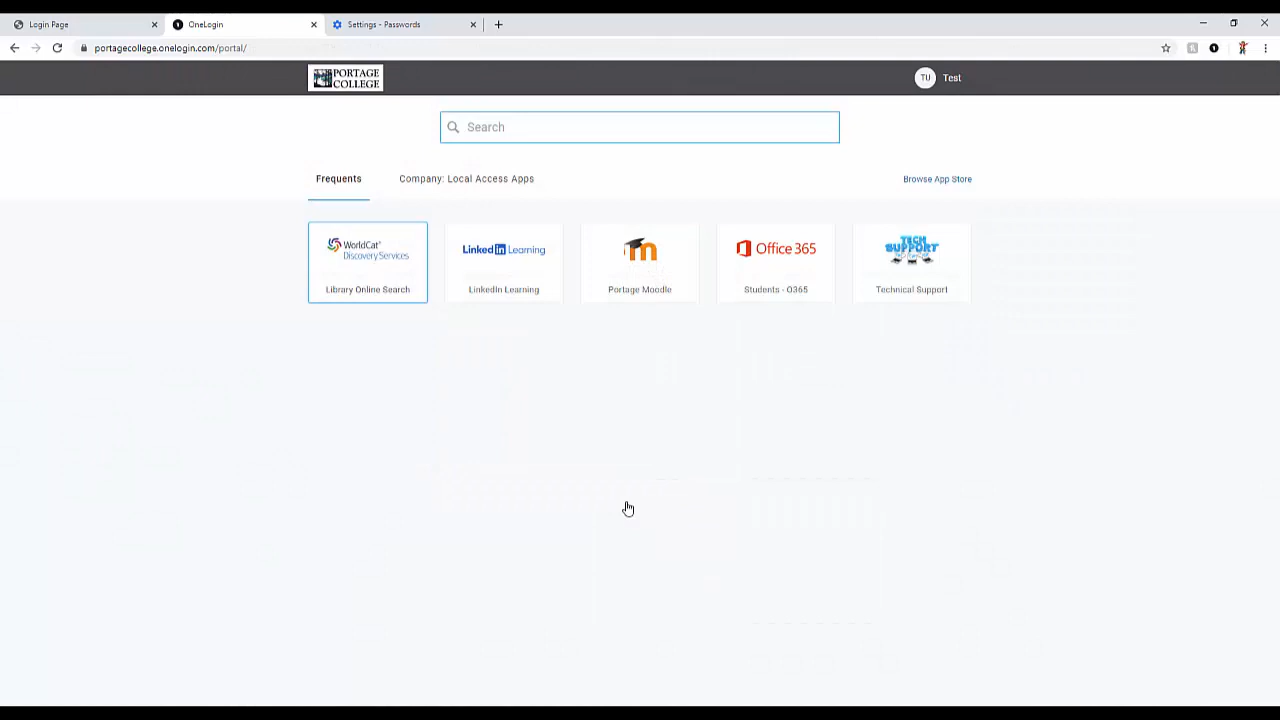 Login Page
OneLogin
Settings - Passwords
portagecollege.onelogin.com/portal/
PORTAGE
COLLEGE
TU Test
Search
Frequents
Company: Local Access Apps
Browse App Store
WorldCat®
Discovery Services
Library Online Search
Linked in Learning
LinkedIn Learning
m
Portage Moodle
Office 365
Students - O365
TECH
SUPPORT
Technical Support